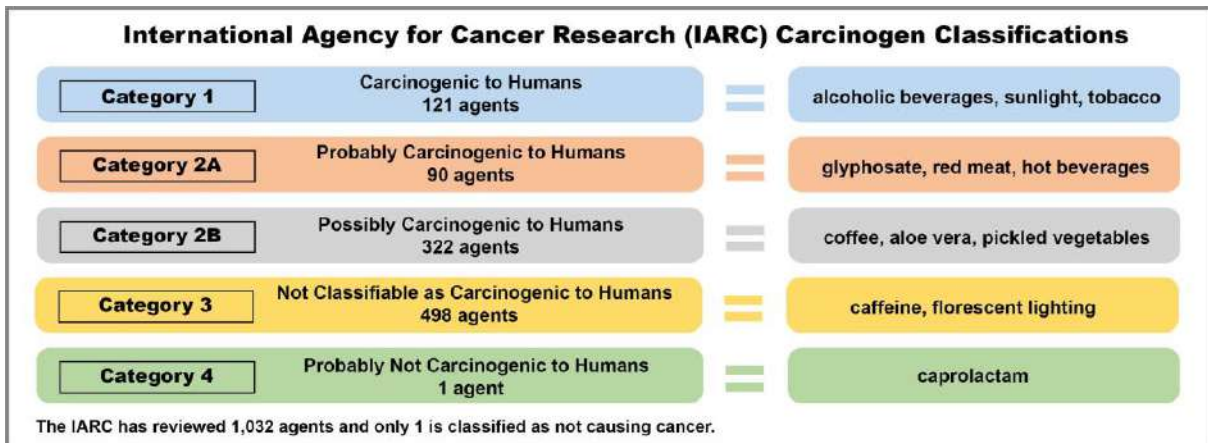 International Agency for Cancer Research (IARC) Carcinogen Classifications
Category 1
Carcinogenic to Humans
121 agents
alcoholic beverages, sunlight, tobacco
Category 2A
Probably Carcinogenic to Humans
90 agents
glyphosate, red meat, hot beverages
Category 2B
Possibly Carcinogenic to Humans
322 agents
coffee, aloe vera, pickled vegetables
Category 3
Not Classifiable as Carcinogenic to Humans
498 agents
caffeine, florescent lighting
Category 4
Probably Not Carcinogenic to Humans
1 agent
caprolactam
The IARC has reviewed 1,032 agents and only 1 is classified as not causing cancer.